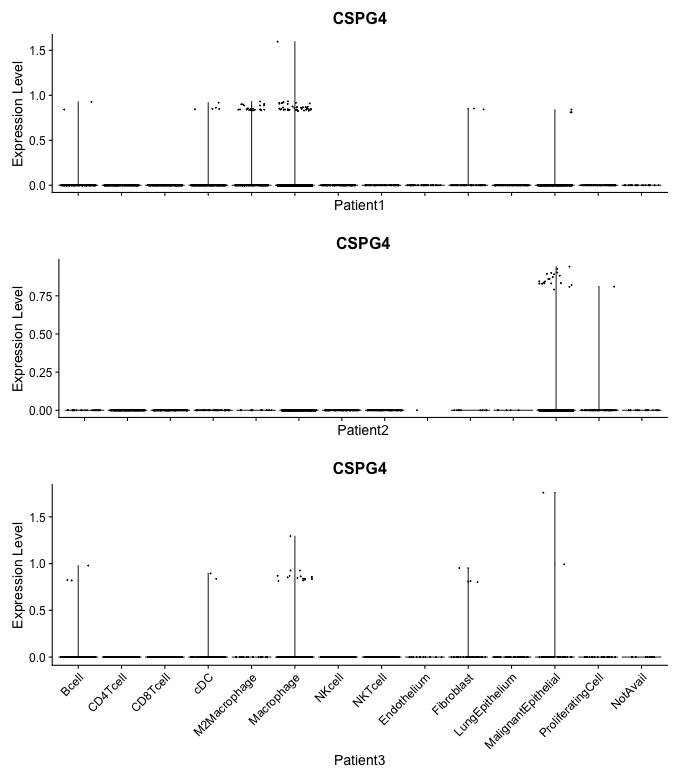 CSPG4
Expression Level
1.5
1.0
0.5
0.0
Patient1
CSPG4
Expression Level
0.75
0.50
0.25
0.00
Patient2
CSPG4
Expression Level
1.5
1.0
0.5
0.0
Bcell
CD4Tcell
CD8Tcell
cDC
M2Macrophage
Macrophage
NKcell
NKTcell
Endothelium
Fibroblast
LungEpithelium
MalignantEpithelial
ProliferatingCell
NotAvail
Patient3